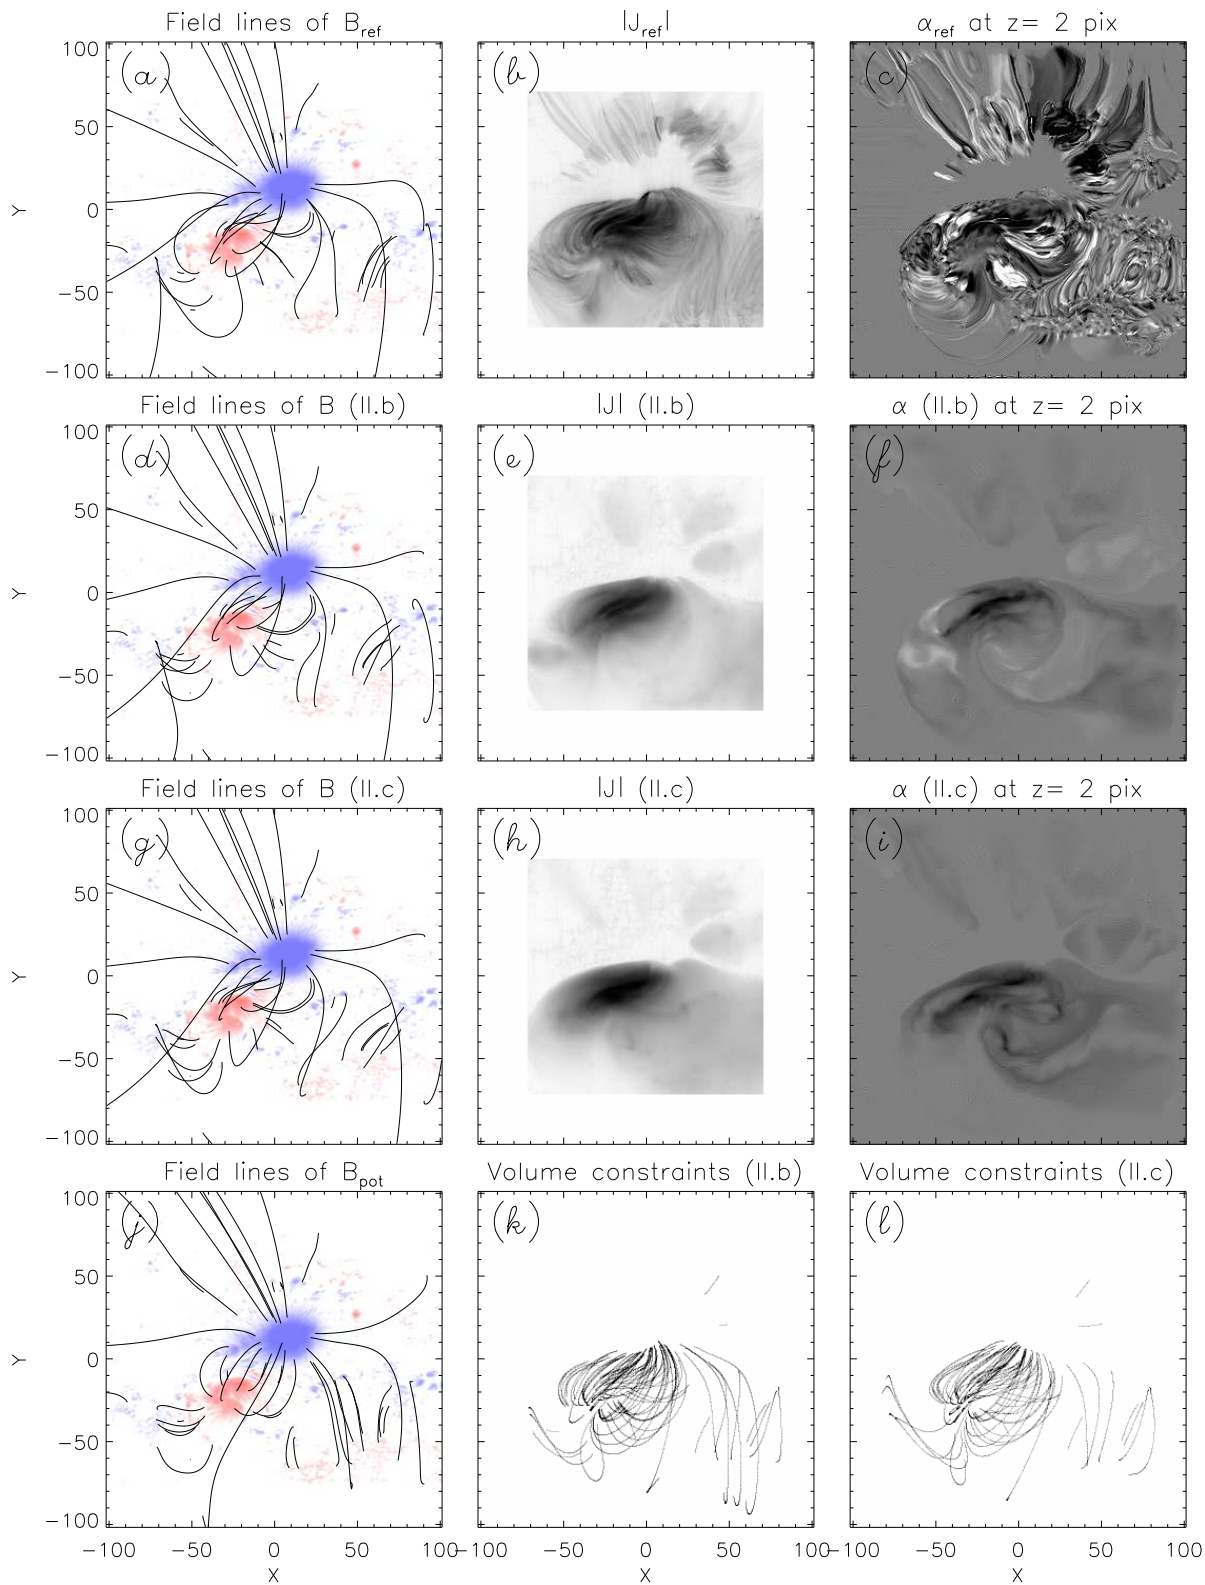 Field lines of B_ref
|J_ref|
α_ref at z= 2 pix
(a)
(b)
(c)
100
50
0
−50
−100
Y
Field lines of B (II.b)
|J| (II.b)
α (II.b) at z= 2 pix
(d)
(e)
(f)
100
50
0
−50
−100
Y
Field lines of B (II.c)
|J| (II.c)
α (II.c) at z= 2 pix
(g)
(h)
(i)
100
50
0
−50
−100
Y
Field lines of B_pot
Volume constraints (II.b)
Volume constraints (II.c)
(j)
(k)
(l)
100
50
0
−50
−100
Y
−100 −50 0 50 100
−100 −50 0 50 100
−100 −50 0 50 100
X
X
X